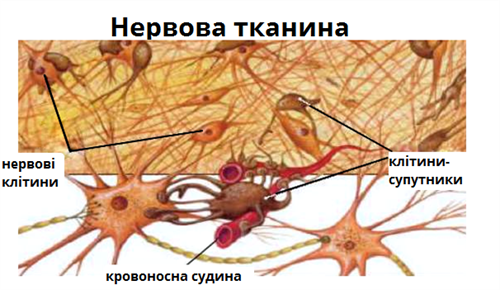 Нервова тканина
нервові
клітини
клітини-
супутники
кровоносна судина